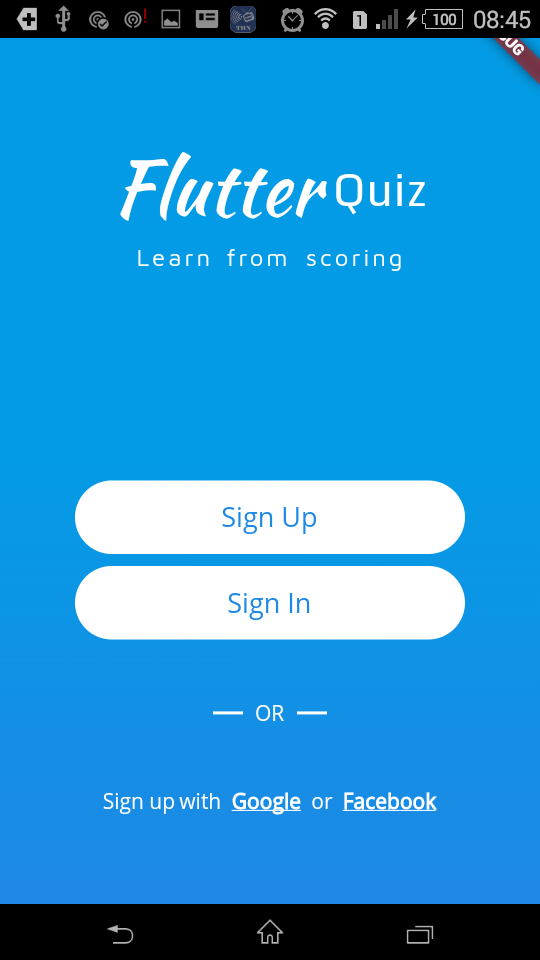 1 100 08:45
Flutter Quiz
Learn from scoring
Sign Up
Sign In
OR
Sign up with Google or Facebook